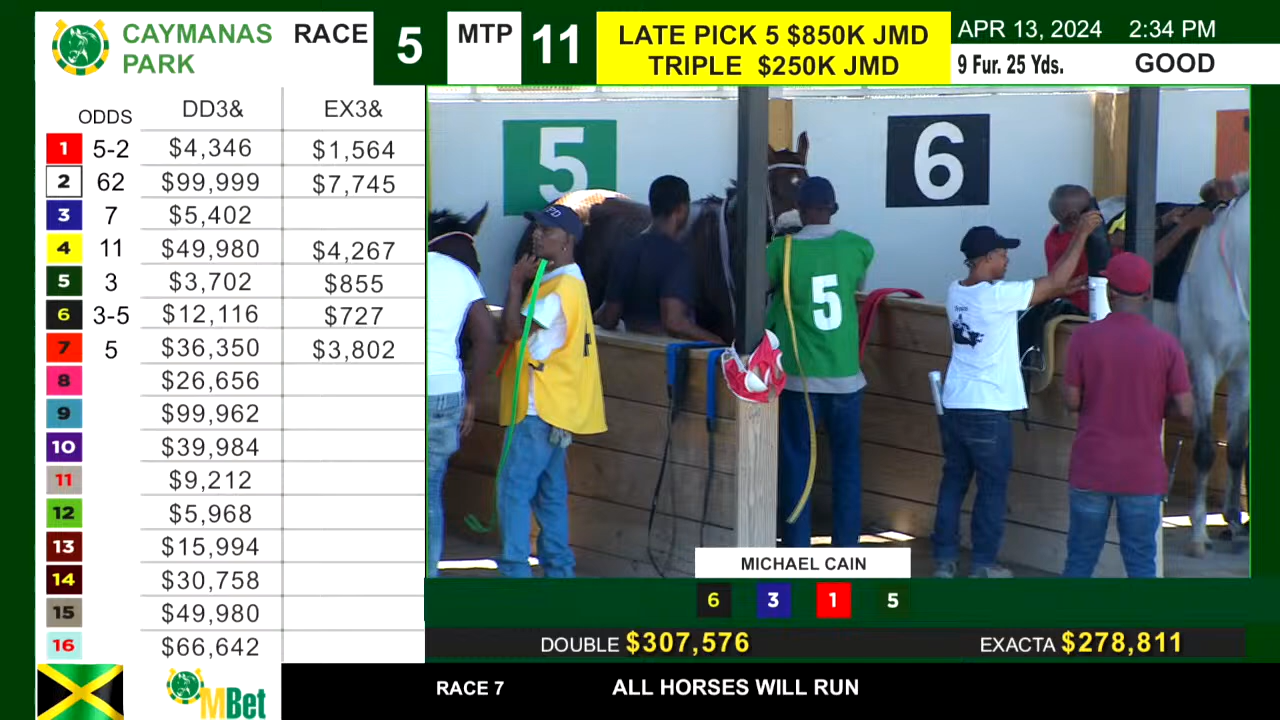 CAYMANAS
PARK
RACE 5 MTP 11
LATE PICK 5 $850K JMD
TRIPLE $250K JMD
APR 13, 2024 2:34 PM
9 Fur. 25 Yds. GOOD
ODDS DD3& EX3&
1 5-2 $4,346 $1,564
2 62 $99,999 $7,745
3 7 $5,402
4 11 $49,980 $4,267
5 3 $3,702 $855
6 3-5 $12,116 $727
7 5 $36,350 $3,802
8 $26,656
9 $99,962
10 $39,984
11 $9,212
12 $5,968
13 $15,994
14 $30,758
15 $49,980
16 $66,642
5
6
5
MICHAEL CAIN
6 3 1 5
DOUBLE $307,576 EXACTA $278,811
MBet
RACE 7 ALL HORSES WILL RUN